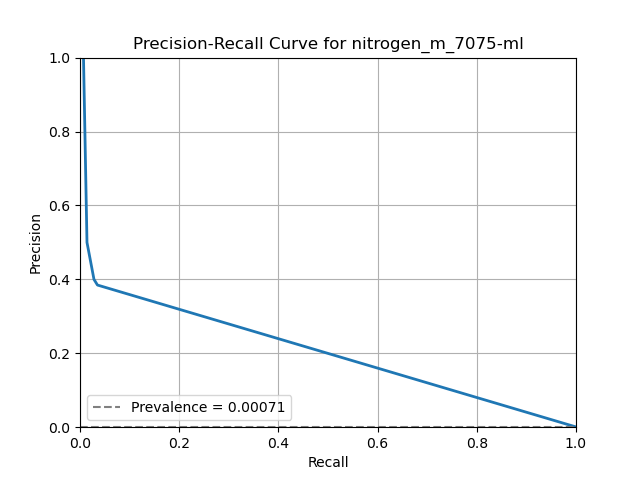 Precision-Recall Curve for nitrogen_m_7075-ml
1.0
0.8
0.6
0.4
0.2
0.0
Precision
Prevalence = 0.00071
0.0 0.2 0.4 0.6 0.8 1.0
Recall